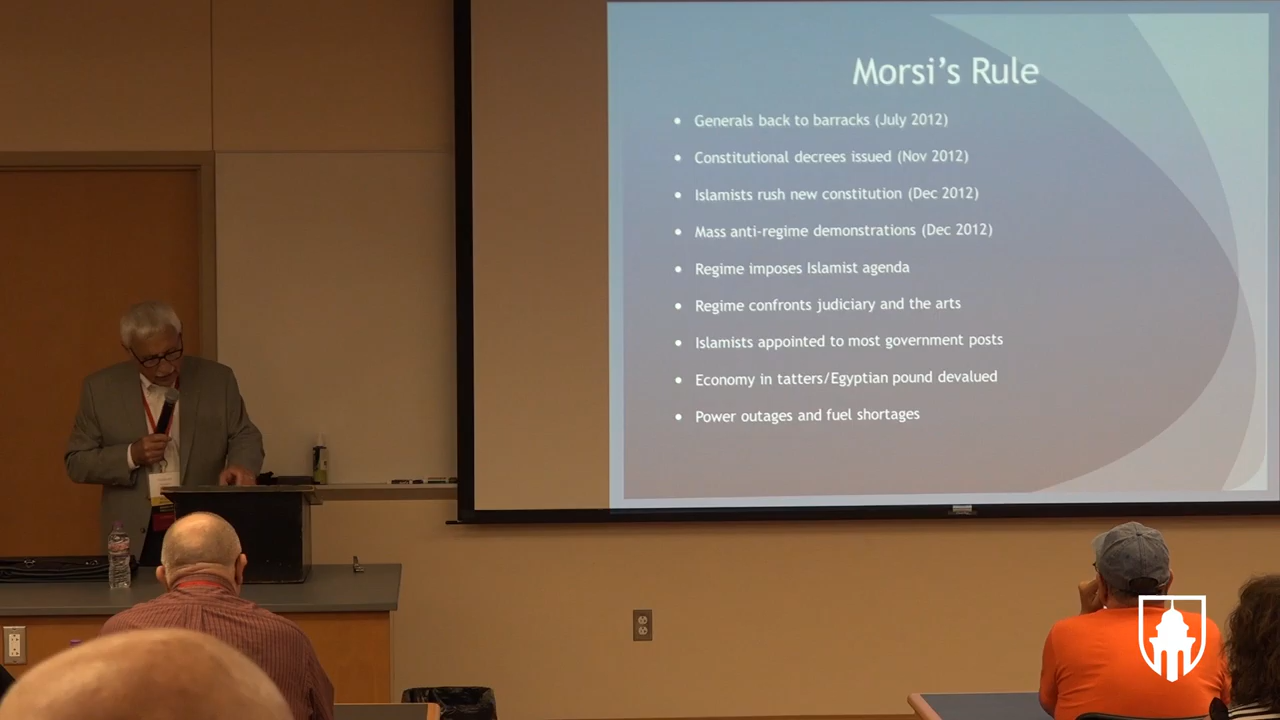 Morsi's Rule
• Generals back to barracks (July 2012)
• Constitutional decrees issued (Nov 2012)
• Islamists rush new constitution (Dec 2012)
• Mass anti-regime demonstrations (Dec 2012)
• Regime imposes Islamist agenda
• Regime confronts judiciary and the arts
• Islamists appointed to most government posts
• Economy in tatters/Egyptian pound devalued
• Power outages and fuel shortages